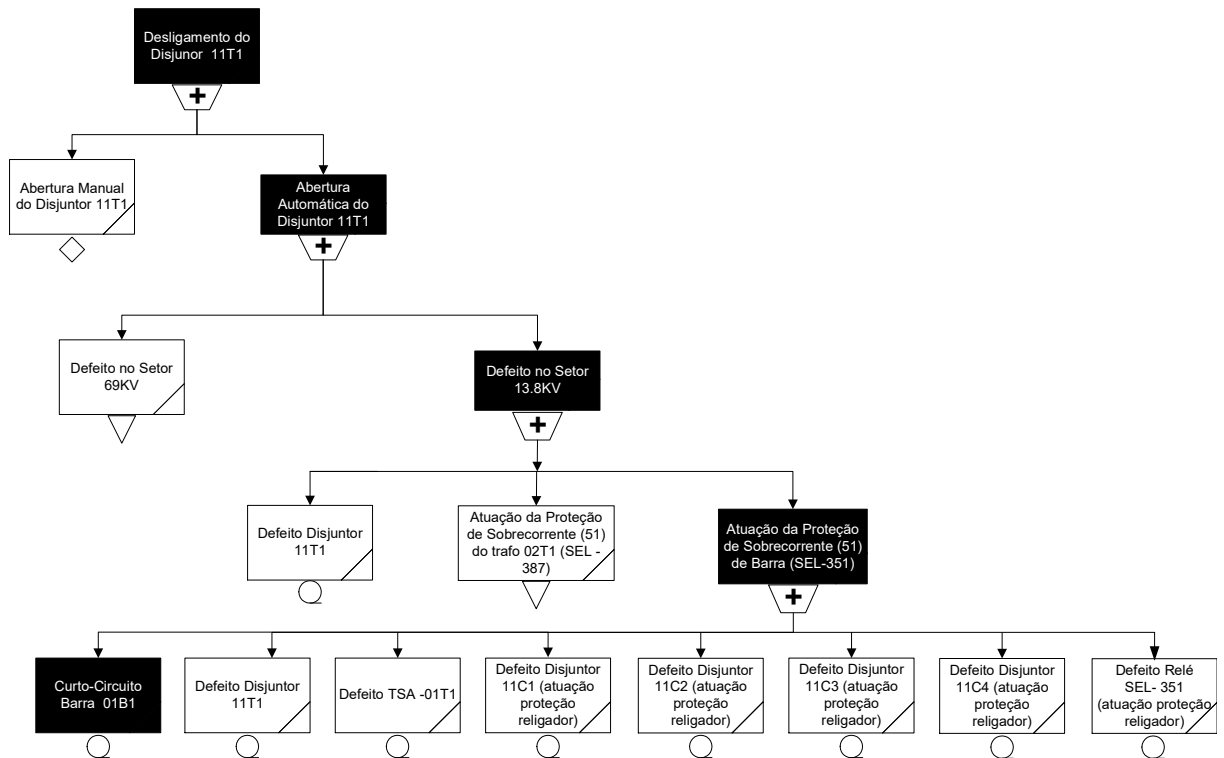 Desligamento do
Disjunor 11T1
Abertura Manual
do Disjuntor 11T1
Abertura
Automática do
Disjuntor 11T1
Defeito no Setor
69KV
Defeito no Setor
13.8KV
Defeito Disjuntor
11T1
Atuação da Proteção
de Sobrecorrente (51)
do trafo 02T1 (SEL -
387)
Atuação da Proteção
de Sobrecorrente (51)
de Barra (SEL-351)
Curto-Circuito
Barra 01B1
Defeito Disjuntor
11T1
Defeito TSA -01T1
Defeito Disjuntor
11C1 (atuação
proteção
religador)
Defeito Disjuntor
11C2 (atuação
proteção
religador)
Defeito Disjuntor
11C3 (atuação
proteção
religador)
Defeito Disjuntor
11C4 (atuação
proteção
religador)
Defeito Relé
SEL- 351
(atuação proteção
religador)